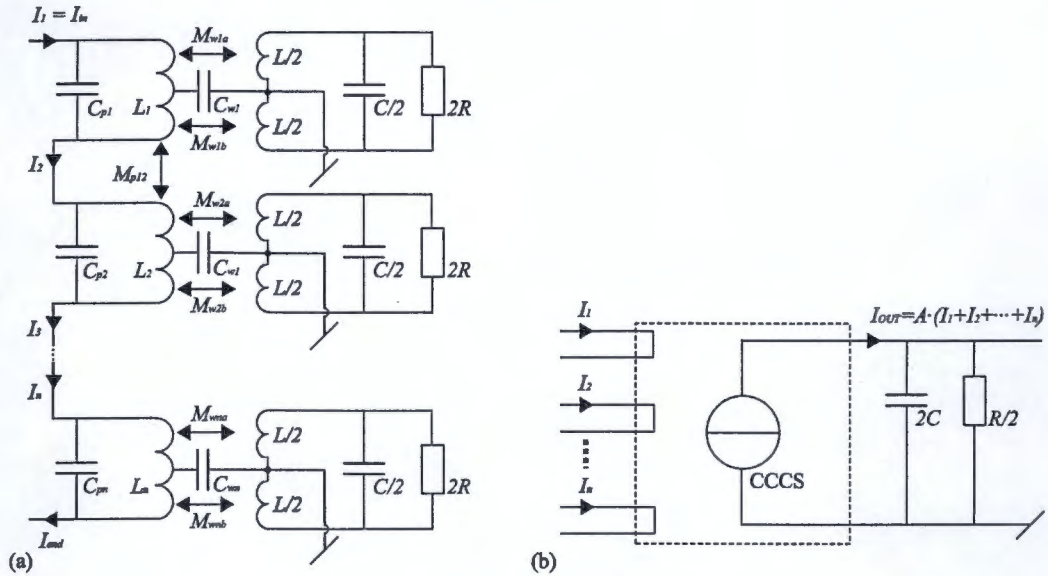 I1 = Iin
Mw1a
L/2
Cp1
L1
Cw1
C/2
2R
L/2
Mw1b
I2
Mp12
Mw2a
L/2
Cp2
L2
Cw1
C/2
2R
L/2
Mw2b
I3
In
Mwna
L/2
Cpn
Ln
Cwn
C/2
2R
L/2
Mwnb
Iend
(a)
I1
IOUT=A·(I1+I2+···+In)
I2
2C
R/2
In
CCCS
(b)